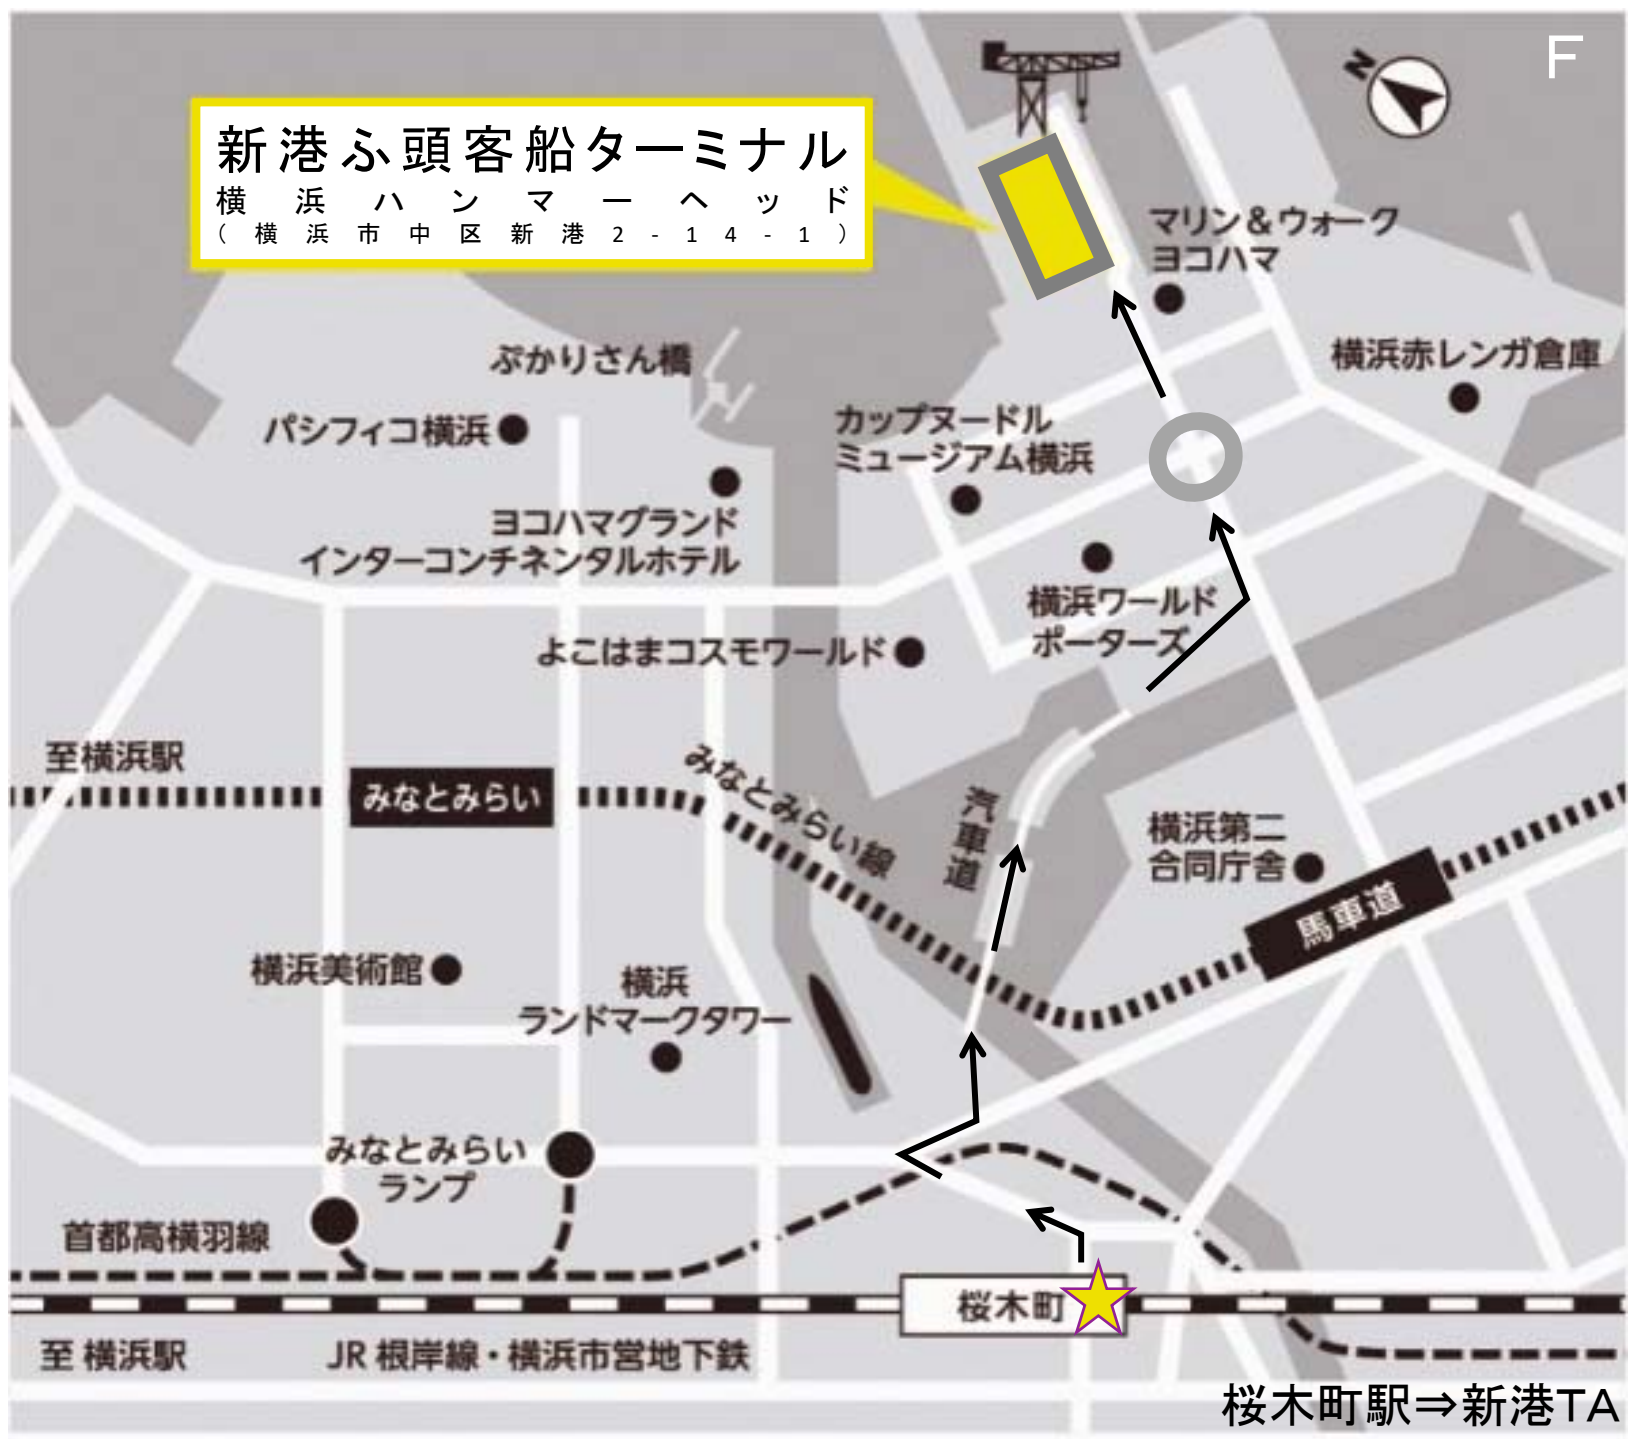 F
N
新港ふ頭客船ターミナル
横浜ハンマーヘッド
(横浜市中区新港2-14-1)
マリン&ウォーク
ヨコハマ
ぷかりさん橋
横浜赤レンガ倉庫
パシフィコ横浜
カップヌードル
ミュージアム横浜
ヨコハマグランド
インターコンチネンタルホテル
横浜ワールド
ポーターズ
よこはまコスモワールド
至横浜駅
みなとみらい
みなとみらい線
汽車道
横浜第二
合同庁舎
馬車道
横浜美術館
横浜
ランドマークタワー
みなとみらい
ランプ
首都高横羽線
桜木町
至 横浜駅
JR 根岸線・横浜市営地下鉄
桜木町駅⇒新港TA